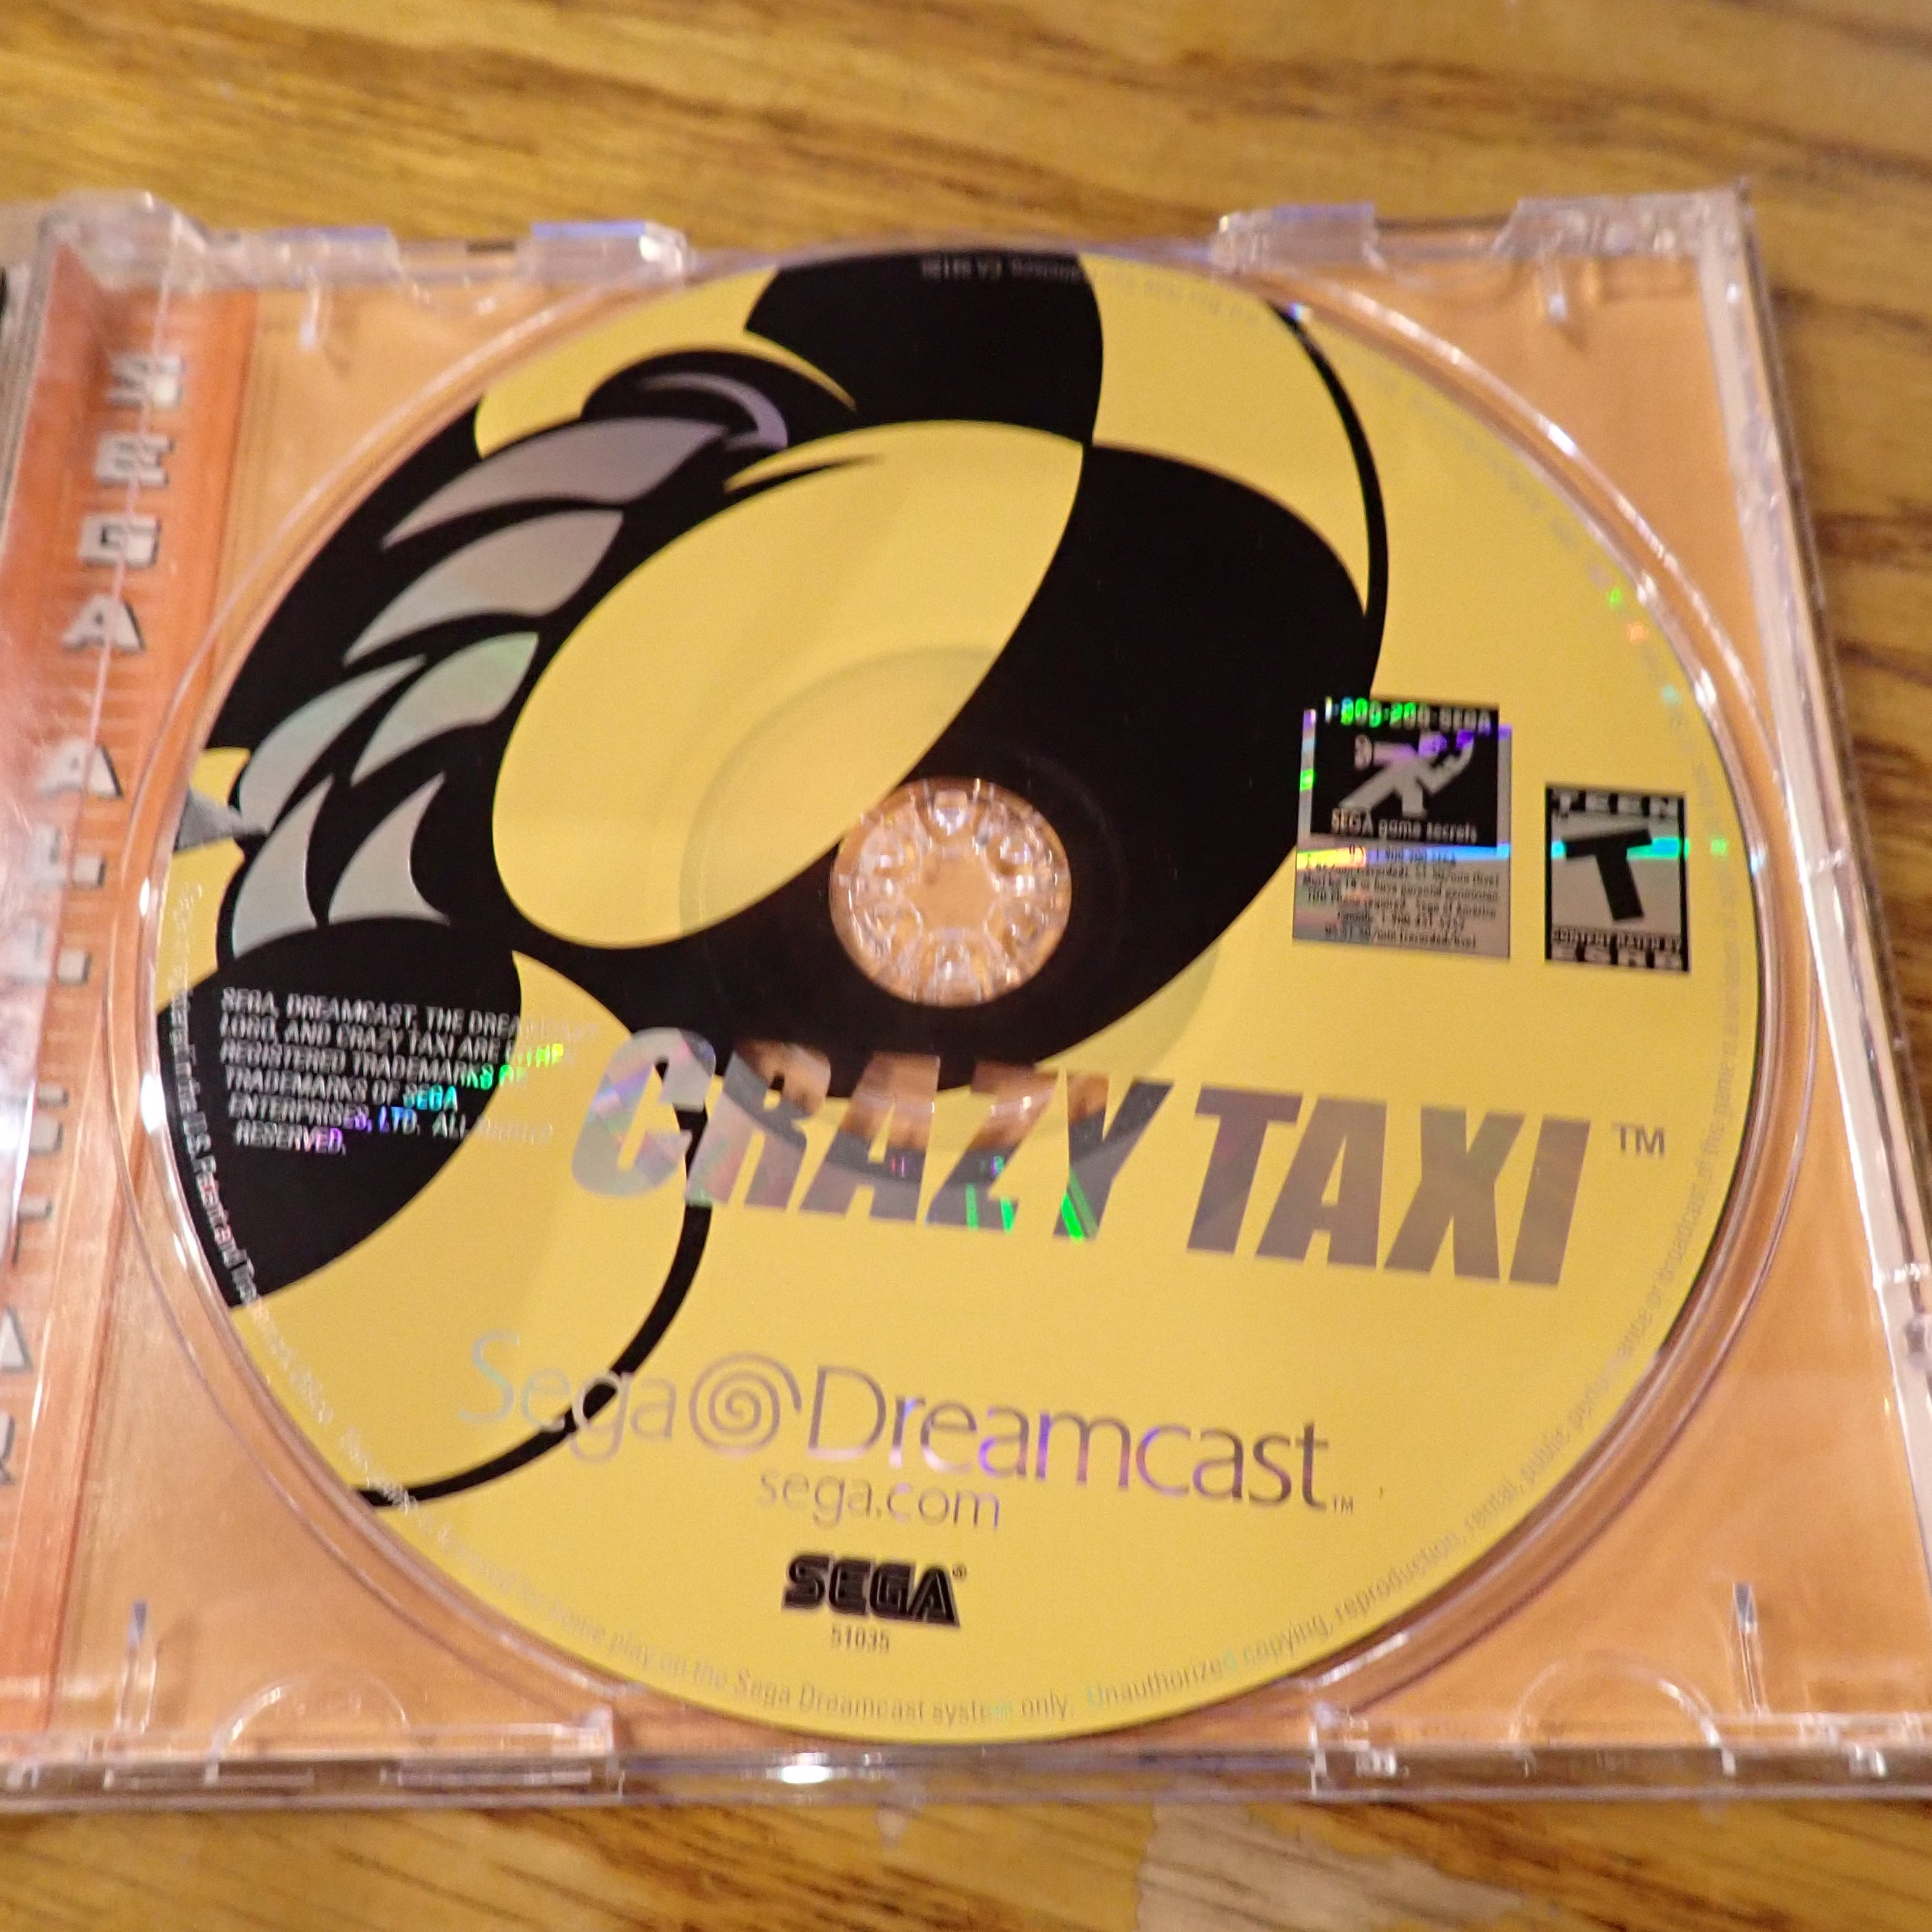 SEGA ALL STAR
1-900-200-SEGA
SEGA game secrets
TEEN
T
CONTENT RATED BY
ESRB
SEGA, DREAMCAST, THE DREAMCAST
LOGO, AND CRAZY TAXI ARE EITHER
REGISTERED TRADEMARKS OR
TRADEMARKS OF SEGA
ENTERPRISES, LTD. ALL RIGHTS
RESERVED.
CRAZY TAXI™
Sega Dreamcast™
sega.com
SEGA®
51035
for home play on the Sega Dreamcast system only. Unauthorized copying, reproduction, rental, public performance or broadcast of this game is a violation of